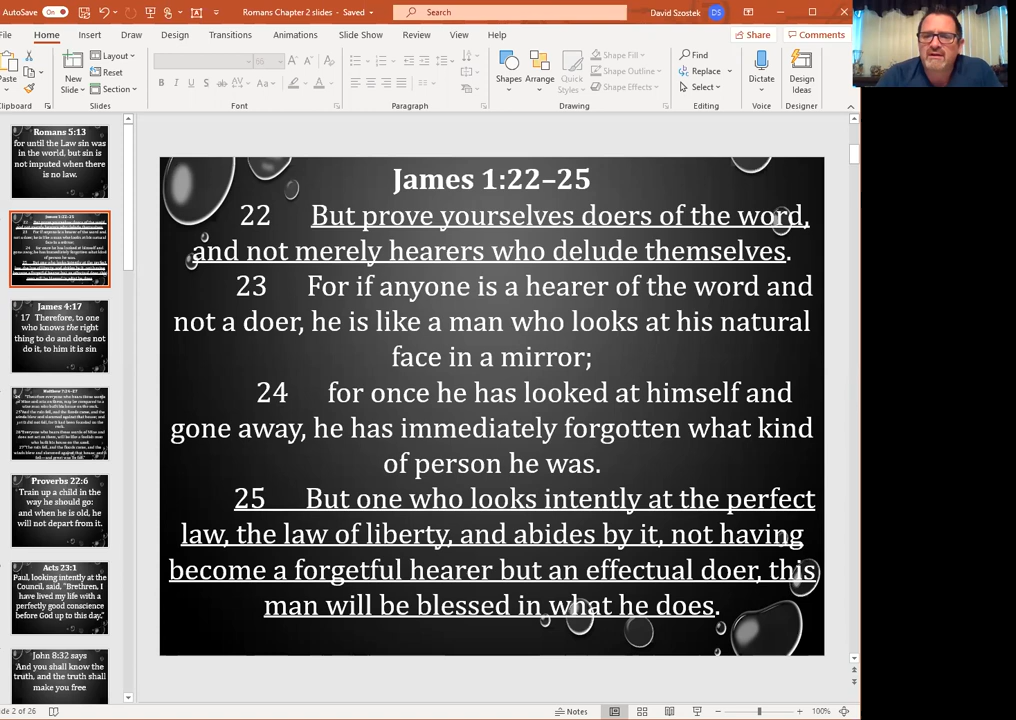 AutoSave On Romans Chapter 2 slides - Saved Search David Szostek DS
File Home Insert Draw Design Transitions Animations Slide Show Review View Help Share Comments
Paste New Slide Layout Reset Section 66 Shapes Arrange Quick Styles Shape Fill Shape Outline Shape Effects Find Replace Select Dictate Design Ideas
Clipboard Slides Font Paragraph Drawing Editing Voice Designer
Romans 5:13
for until the Law sin was
in the world, but sin is
not imputed when there
is no law.
James 4:17
17 Therefore, to one
who knows the right
thing to do and does not
do it, to him it is sin
Proverbs 22:6
Train up a child in the
way he should go:
and when he is old, he
will not depart from it.
Acts 23:1
Paul, looking intently at the
Council, said, "Brethren, I
have lived my life with a
perfectly good conscience
before God up to this day."
John 8:32 says
And you shall know the
truth, and the truth shall
make you free
James 1:22–25
22 But prove yourselves doers of the word,
and not merely hearers who delude themselves.
23 For if anyone is a hearer of the word and
not a doer, he is like a man who looks at his natural
face in a mirror;
24 for once he has looked at himself and
gone away, he has immediately forgotten what kind
of person he was.
25 But one who looks intently at the perfect
law, the law of liberty, and abides by it, not having
become a forgetful hearer but an effectual doer, this
man will be blessed in what he does.
2 of 26 Notes 100%